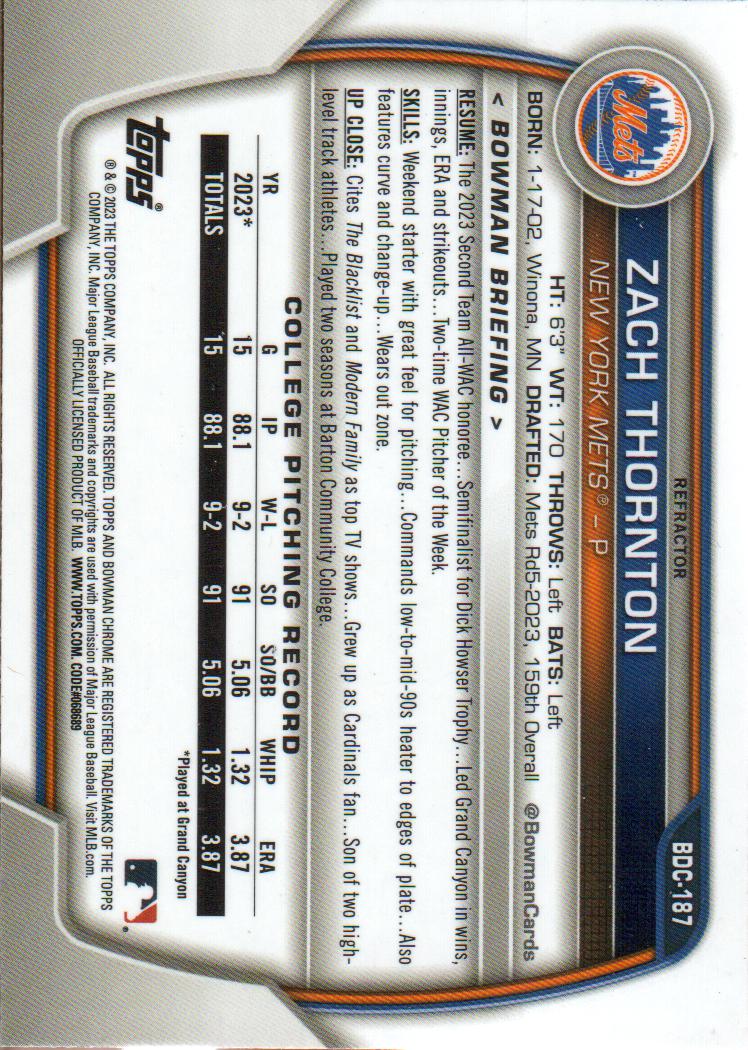 REFRACTOR
BDC-187
ZACH THORNTON
NEW YORK METS® – P
Mets
HT: 6'3" WT: 170 THROWS: Left BATS: Left
BORN: 1-17-02, Winona, MN DRAFTED: Mets Rd5-2023, 159th Overall @BowmanCards
< BOWMAN BRIEFING >
RESUME: The 2023 Second Team All-WAC honoree...Semifinalist for Dick Howser Trophy...Led Grand Canyon in wins,
innings, ERA and strikeouts...Two-time WAC Pitcher of the Week.
SKILLS: Weekend starter with great feel for pitching...Commands low-to-mid-90s heater to edges of plate...Also
features curve and change-up...Wears out zone.
UP CLOSE: Cites The Blacklist and Modern Family as top TV shows...Grew up as Cardinals fan...Son of two high-
level track athletes...Played two seasons at Barton Community College.
COLLEGE PITCHING RECORD
YR G IP W-L SO SO/BB WHIP ERA
2023* 15 88.1 9-2 91 5.06 1.32 3.87
TOTALS 15 88.1 9-2 91 5.06 1.32 3.87
*Played at Grand Canyon
topps®
® & © 2023 THE TOPPS COMPANY, INC. ALL RIGHTS RESERVED. TOPPS AND BOWMAN CHROME ARE REGISTERED TRADEMARKS OF THE TOPPS
COMPANY, INC. Major League Baseball trademarks and copyrights are used with permission of Major League Baseball. Visit MLB.com.
OFFICIALLY LICENSED PRODUCT OF MLB. WWW.TOPPS.COM. CODE#068689